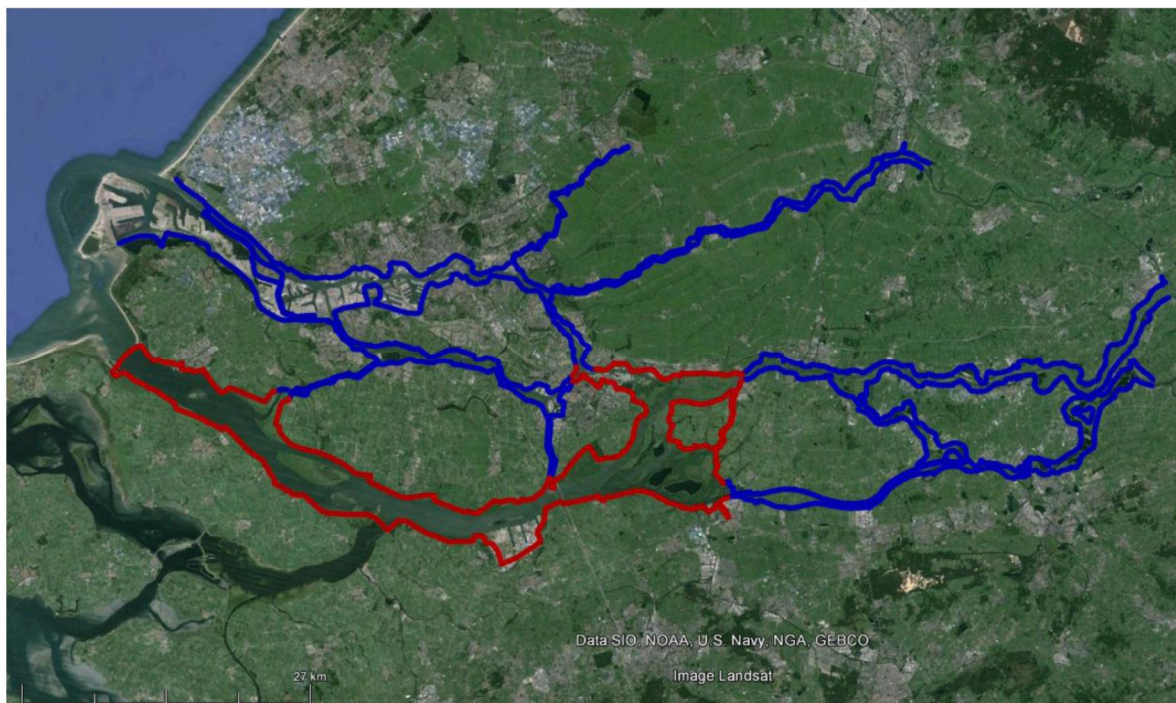 Data SIO, NOAA, U.S. Navy, NGA, GEBCO
Image Landsat
27 km